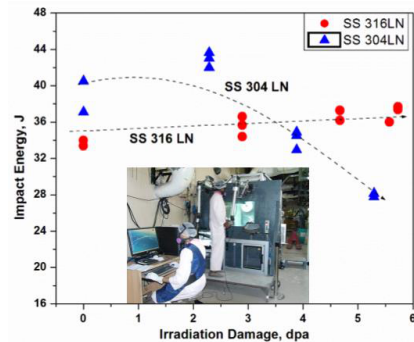 SS 316LN
SS 304LN
44
40
36
32
28
24
20
16
Impact Energy, J
SS 304 LN
SS 316 LN
0
1
2
3
4
5
6
Irradiation Damage, dpa